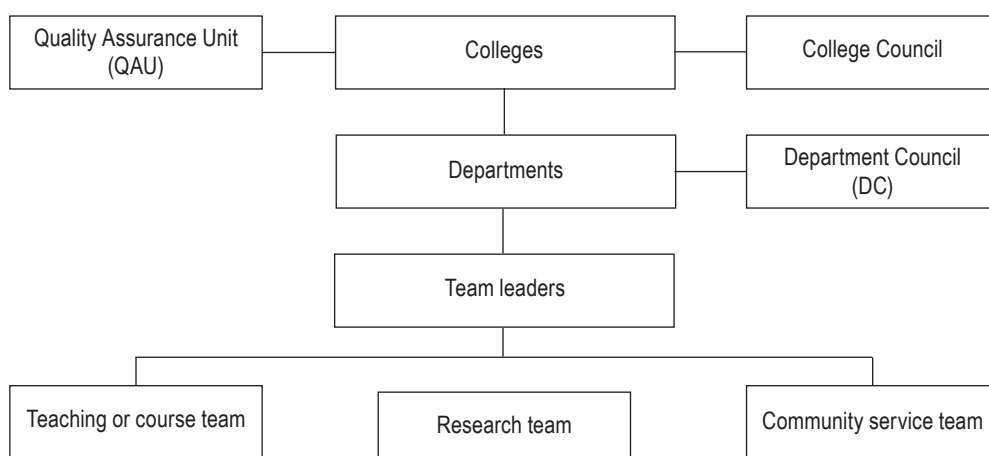 Quality Assurance Unit
(QAU)
Colleges
College Council
Departments
Department Council
(DC)
Team leaders
Teaching or course team
Research team
Community service team